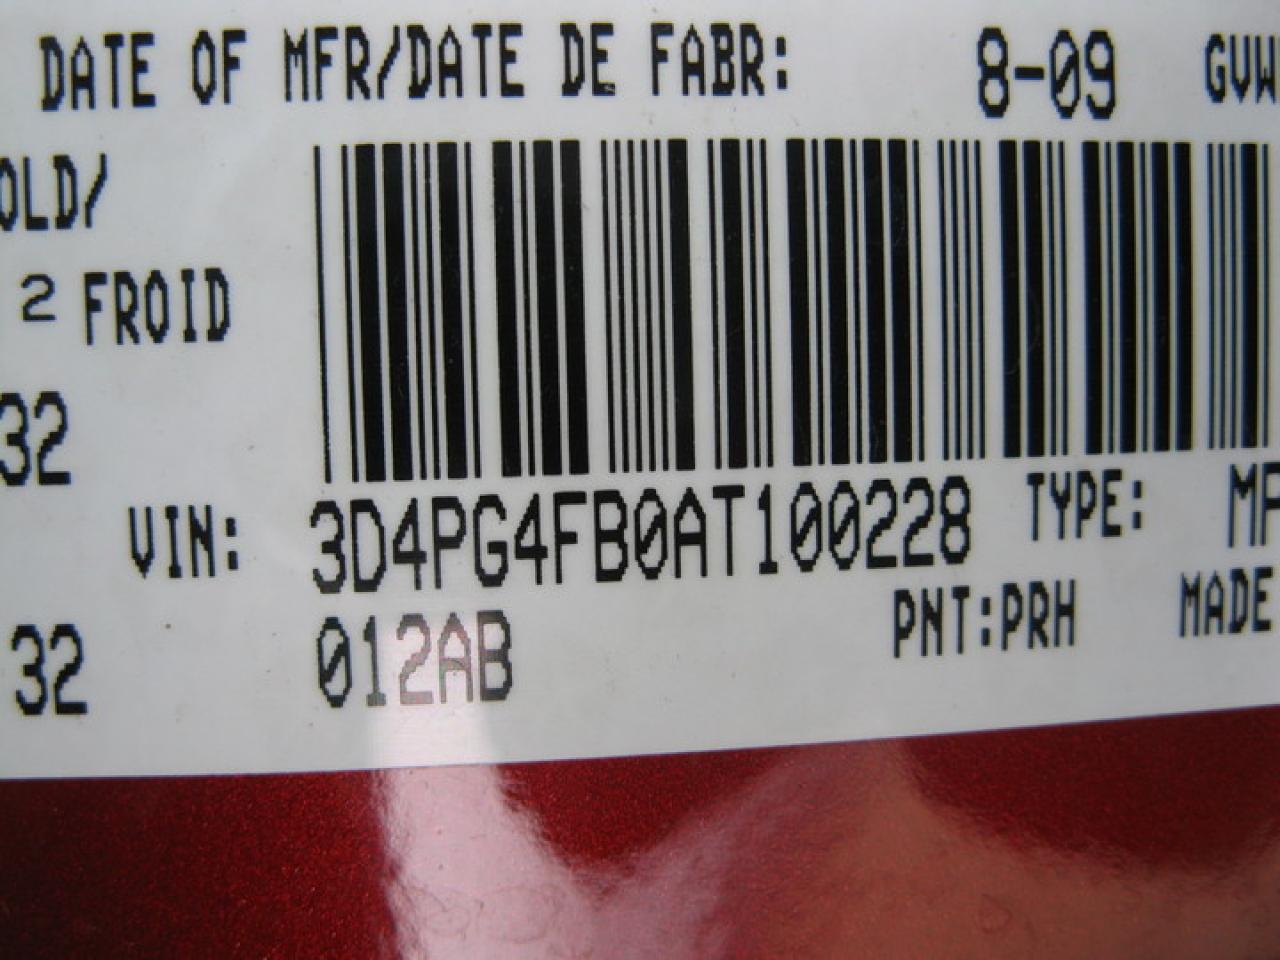 DATE OF MFR/DATE DE FABR: 8-09 GVW
OLD/
2 FROID
32
VIN: 3D4PG4FB0AT100228 TYPE: MP
32 012AB PNT:PRH MADE